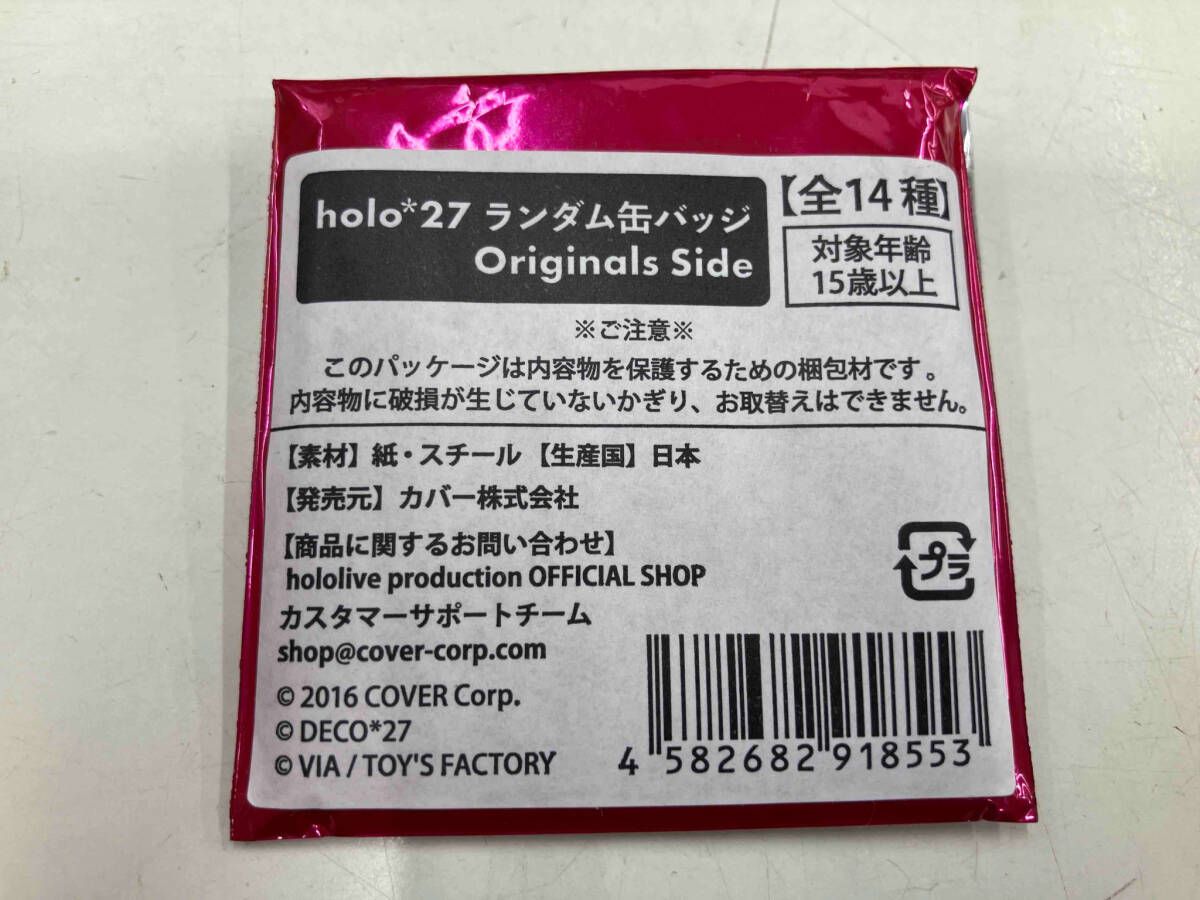 holo*27 ランダム缶バッジ
Originals Side
【全14種】
対象年齢
15歳以上
※ご注意※
このパッケージは内容物を保護するための梱包材です。
内容物に破損が生じていないかぎり、お取替えはできません。
【素材】紙・スチール 【生産国】日本
【発売元】カバー株式会社
【商品に関するお問い合わせ】
hololive production OFFICIAL SHOP
カスタマーサポートチーム
shop@cover-corp.com
© 2016 COVER Corp.
© DECO*27
© VIA / TOY'S FACTORY
プラ
4 582682 918553